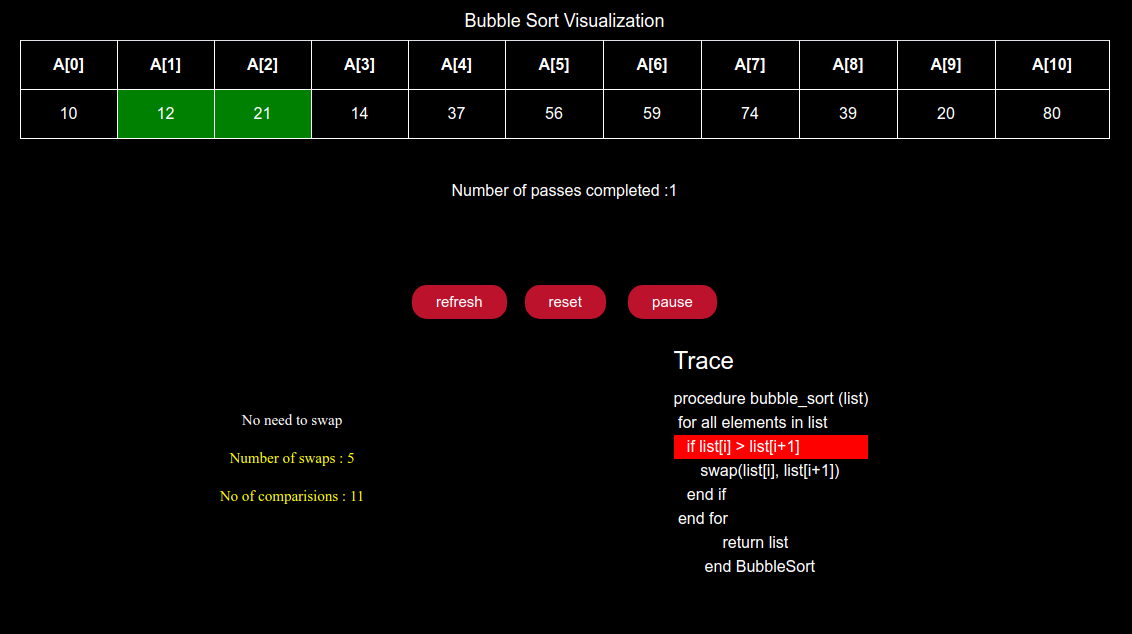 Bubble Sort Visualization
A[0] A[1] A[2] A[3] A[4] A[5] A[6] A[7] A[8] A[9] A[10]
10 12 21 14 37 56 59 74 39 20 80
Number of passes completed :1
refresh reset pause
Trace
procedure bubble_sort (list)
for all elements in list
if list[i] > list[i+1]
swap(list[i], list[i+1])
end if
end for
return list
end BubbleSort
No need to swap
Number of swaps : 5
No of comparisions : 11